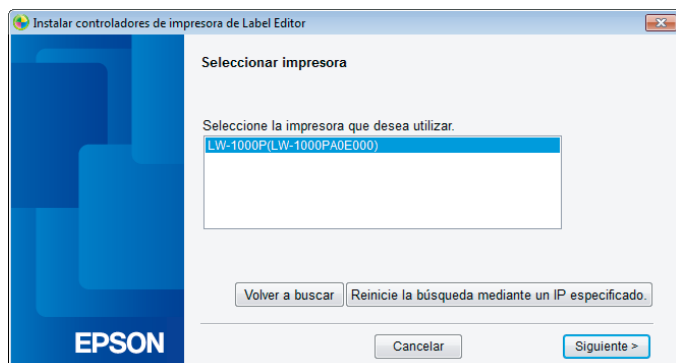 Instalar controladores de impresora de Label Editor
Seleccionar impresora
Seleccione la impresora que desea utilizar.
LW-1000P(LW-1000PA0E000)
Volver a buscar Reinicie la búsqueda mediante un IP especificado.
EPSON
Cancelar Siguiente >